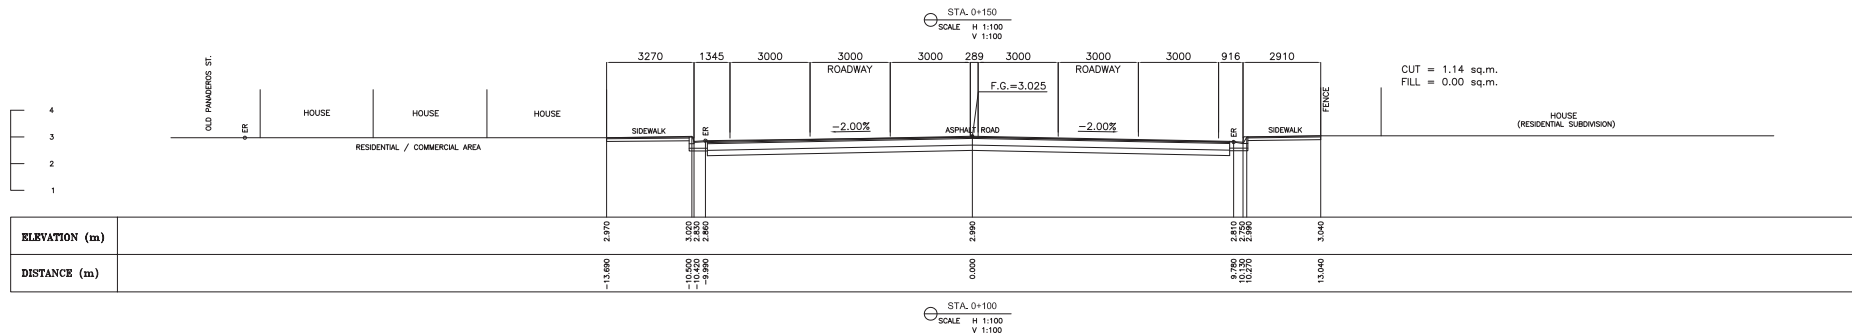 STA. 0+150
SCALE H 1:100
V 1:100
3270 1345 3000 3000 3000 289 3000 3000 3000 916 2910
ROADWAY ROADWAY
CUT = 1.14 sq.m.
FILL = 0.00 sq.m.
F.G.=3.025
OLD PANADEROS ST.
ER
HOUSE HOUSE HOUSE
SIDEWALK
ER
-2.00%
ASPHALT ROAD
-2.00%
ER
SIDEWALK
FENCE
HOUSE
(RESIDENTIAL SUBDIVISION)
RESIDENTIAL / COMMERCIAL AREA
4
3
2
1
ELEVATION (m) 2.970 3.020 2.830 2.860 2.990 2.810 2.750 2.990 3.040
DISTANCE (m) -13.690 -10.500 -10.420 -9.990 0.000 9.780 10.130 10.270 13.040
STA. 0+100
SCALE H 1:100
V 1:100